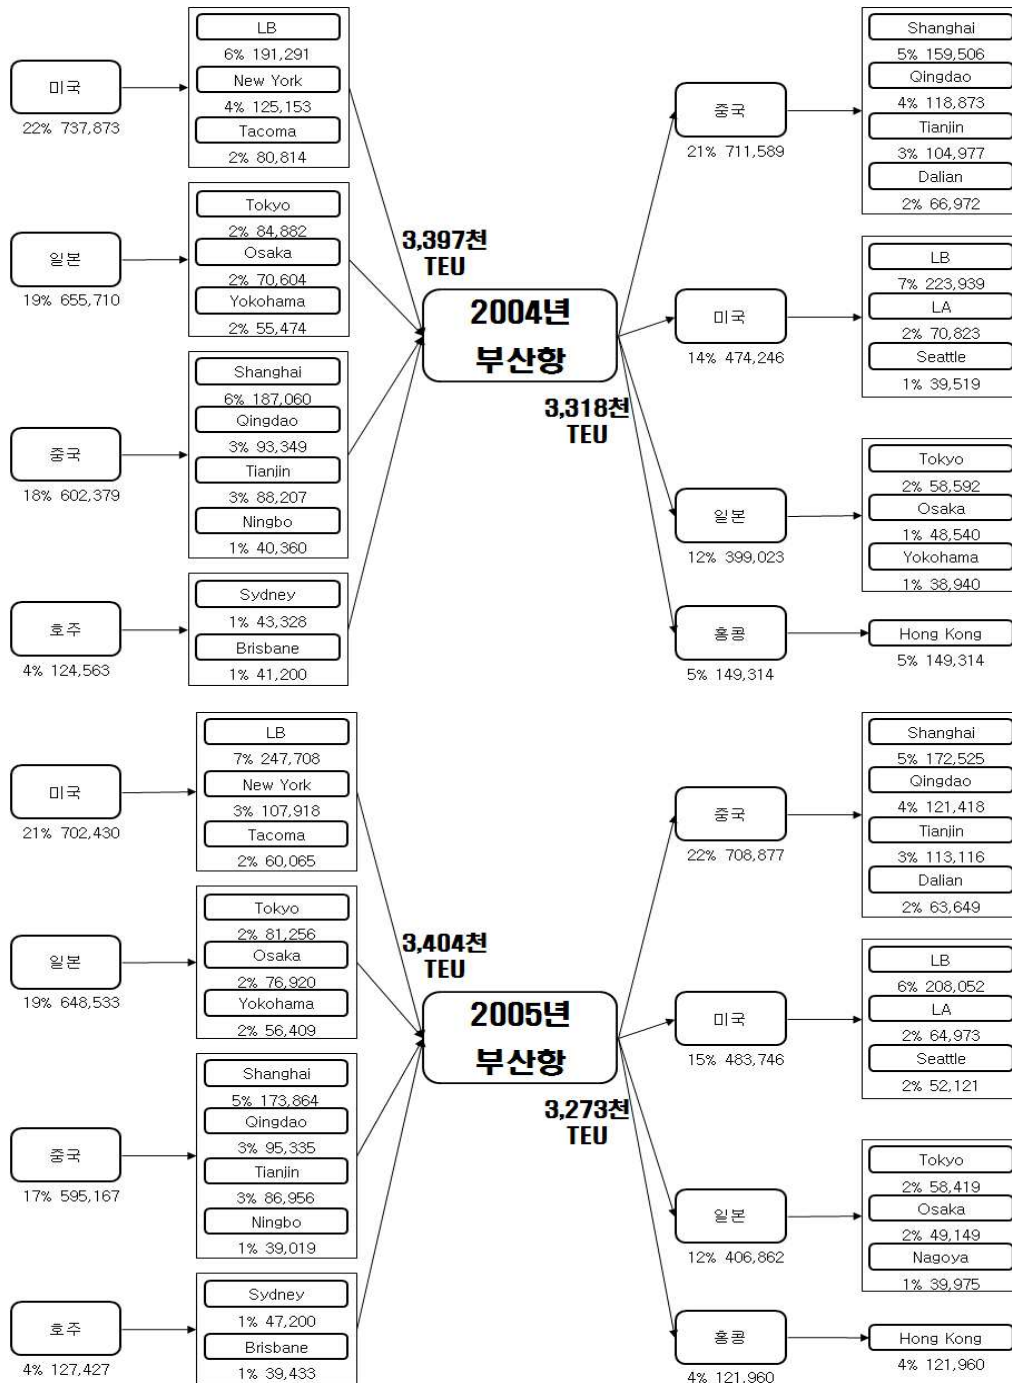 미국
22% 737,873
LB
6% 191,291
New York
4% 125,153
Tacoma
2% 80,814
일본
19% 655,710
Tokyo
2% 84,882
Osaka
2% 70,604
Yokohama
2% 55,474
중국
18% 602,379
Shanghai
6% 187,060
Qingdao
3% 93,349
Tianjin
3% 88,207
Ningbo
1% 40,360
호주
4% 124,563
Sydney
1% 43,328
Brisbane
1% 41,200
3,397천
TEU
2004년
부산항
3,318천
TEU
중국
21% 711,589
Shanghai
5% 159,506
Qingdao
4% 118,873
Tianjin
3% 104,977
Dalian
2% 66,972
미국
14% 474,246
LB
7% 223,939
LA
2% 70,823
Seattle
1% 39,519
일본
12% 399,023
Tokyo
2% 58,592
Osaka
1% 48,540
Yokohama
1% 38,940
홍콩
5% 149,314
Hong Kong
5% 149,314
미국
21% 702,430
LB
7% 247,708
New York
3% 107,918
Tacoma
2% 60,065
일본
19% 648,533
Tokyo
2% 81,256
Osaka
2% 76,920
Yokohama
2% 56,409
중국
17% 595,167
Shanghai
5% 173,864
Qingdao
3% 95,335
Tianjin
3% 86,956
Ningbo
1% 39,019
호주
4% 127,427
Sydney
1% 47,200
Brisbane
1% 39,433
3,404천
TEU
2005년
부산항
3,273천
TEU
중국
22% 708,877
Shanghai
5% 172,525
Qingdao
4% 121,418
Tianjin
3% 113,116
Dalian
2% 63,649
미국
15% 483,746
LB
6% 208,052
LA
2% 64,973
Seattle
2% 52,121
일본
12% 406,862
Tokyo
2% 58,419
Osaka
2% 49,149
Nagoya
1% 39,975
홍콩
4% 121,960
Hong Kong
4% 121,960